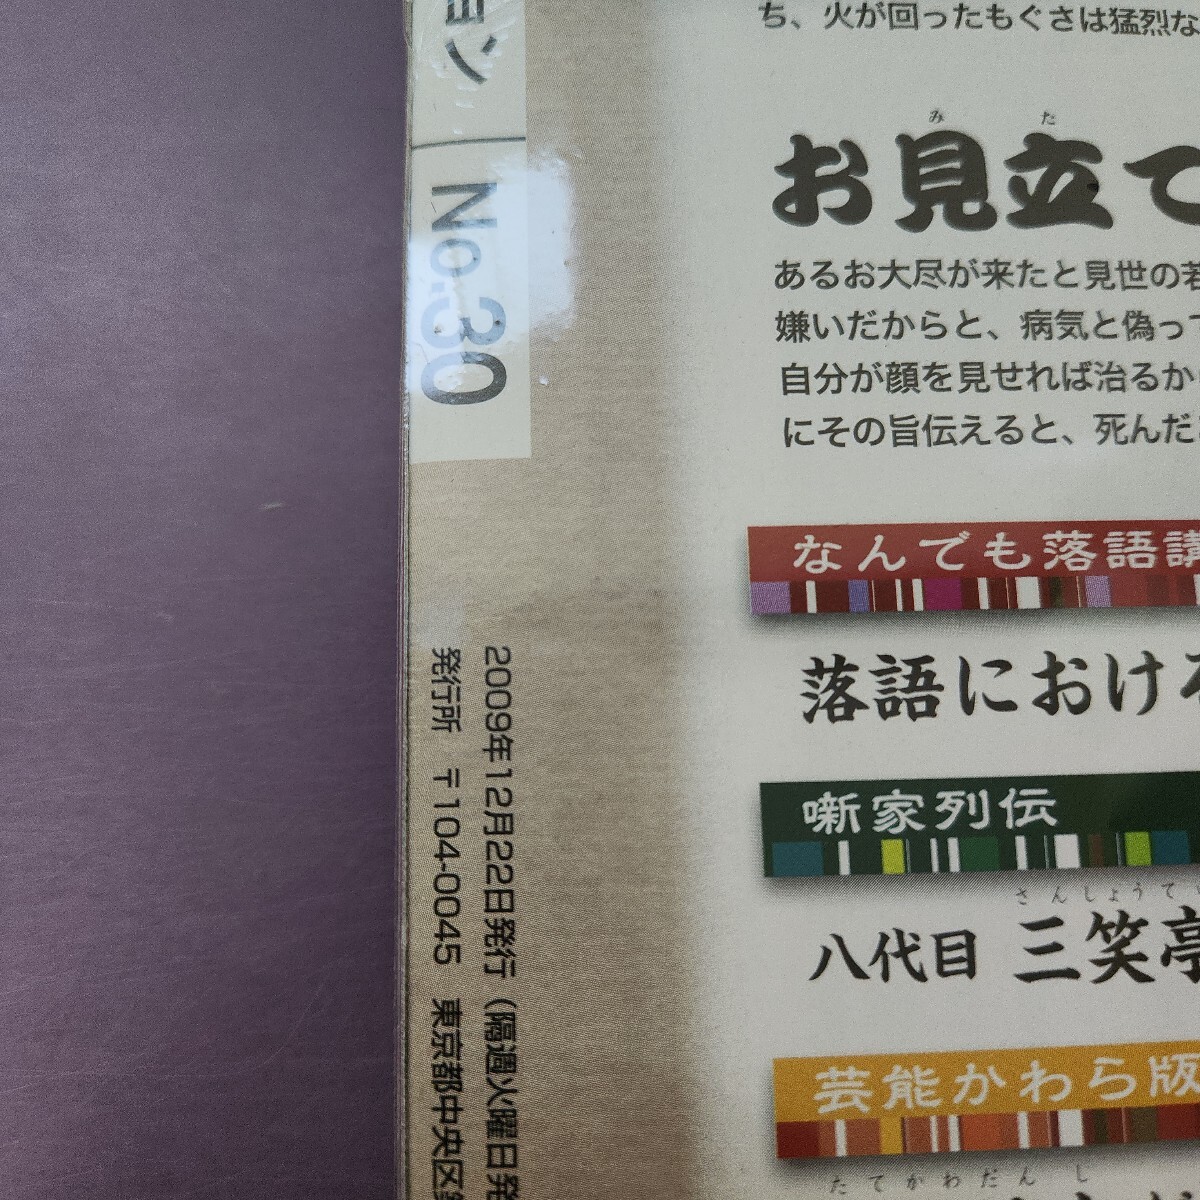 ョン | No.30
2009年12月22日発行（隔週火曜日発
発行所　〒104-0045　東京都中央区
ち、火が回ったもぐさは猛烈な
み た
お見立て
あるお大尽が来たと見世の若
嫌いだからと、病気と偽って
自分が顔を見せれば治るか
にその旨伝えると、死んだ
なんでも落語講
落語における
噺家列伝
さんしょうてい
八代目 三笑亭
芸能かわら版
たてかわだんし